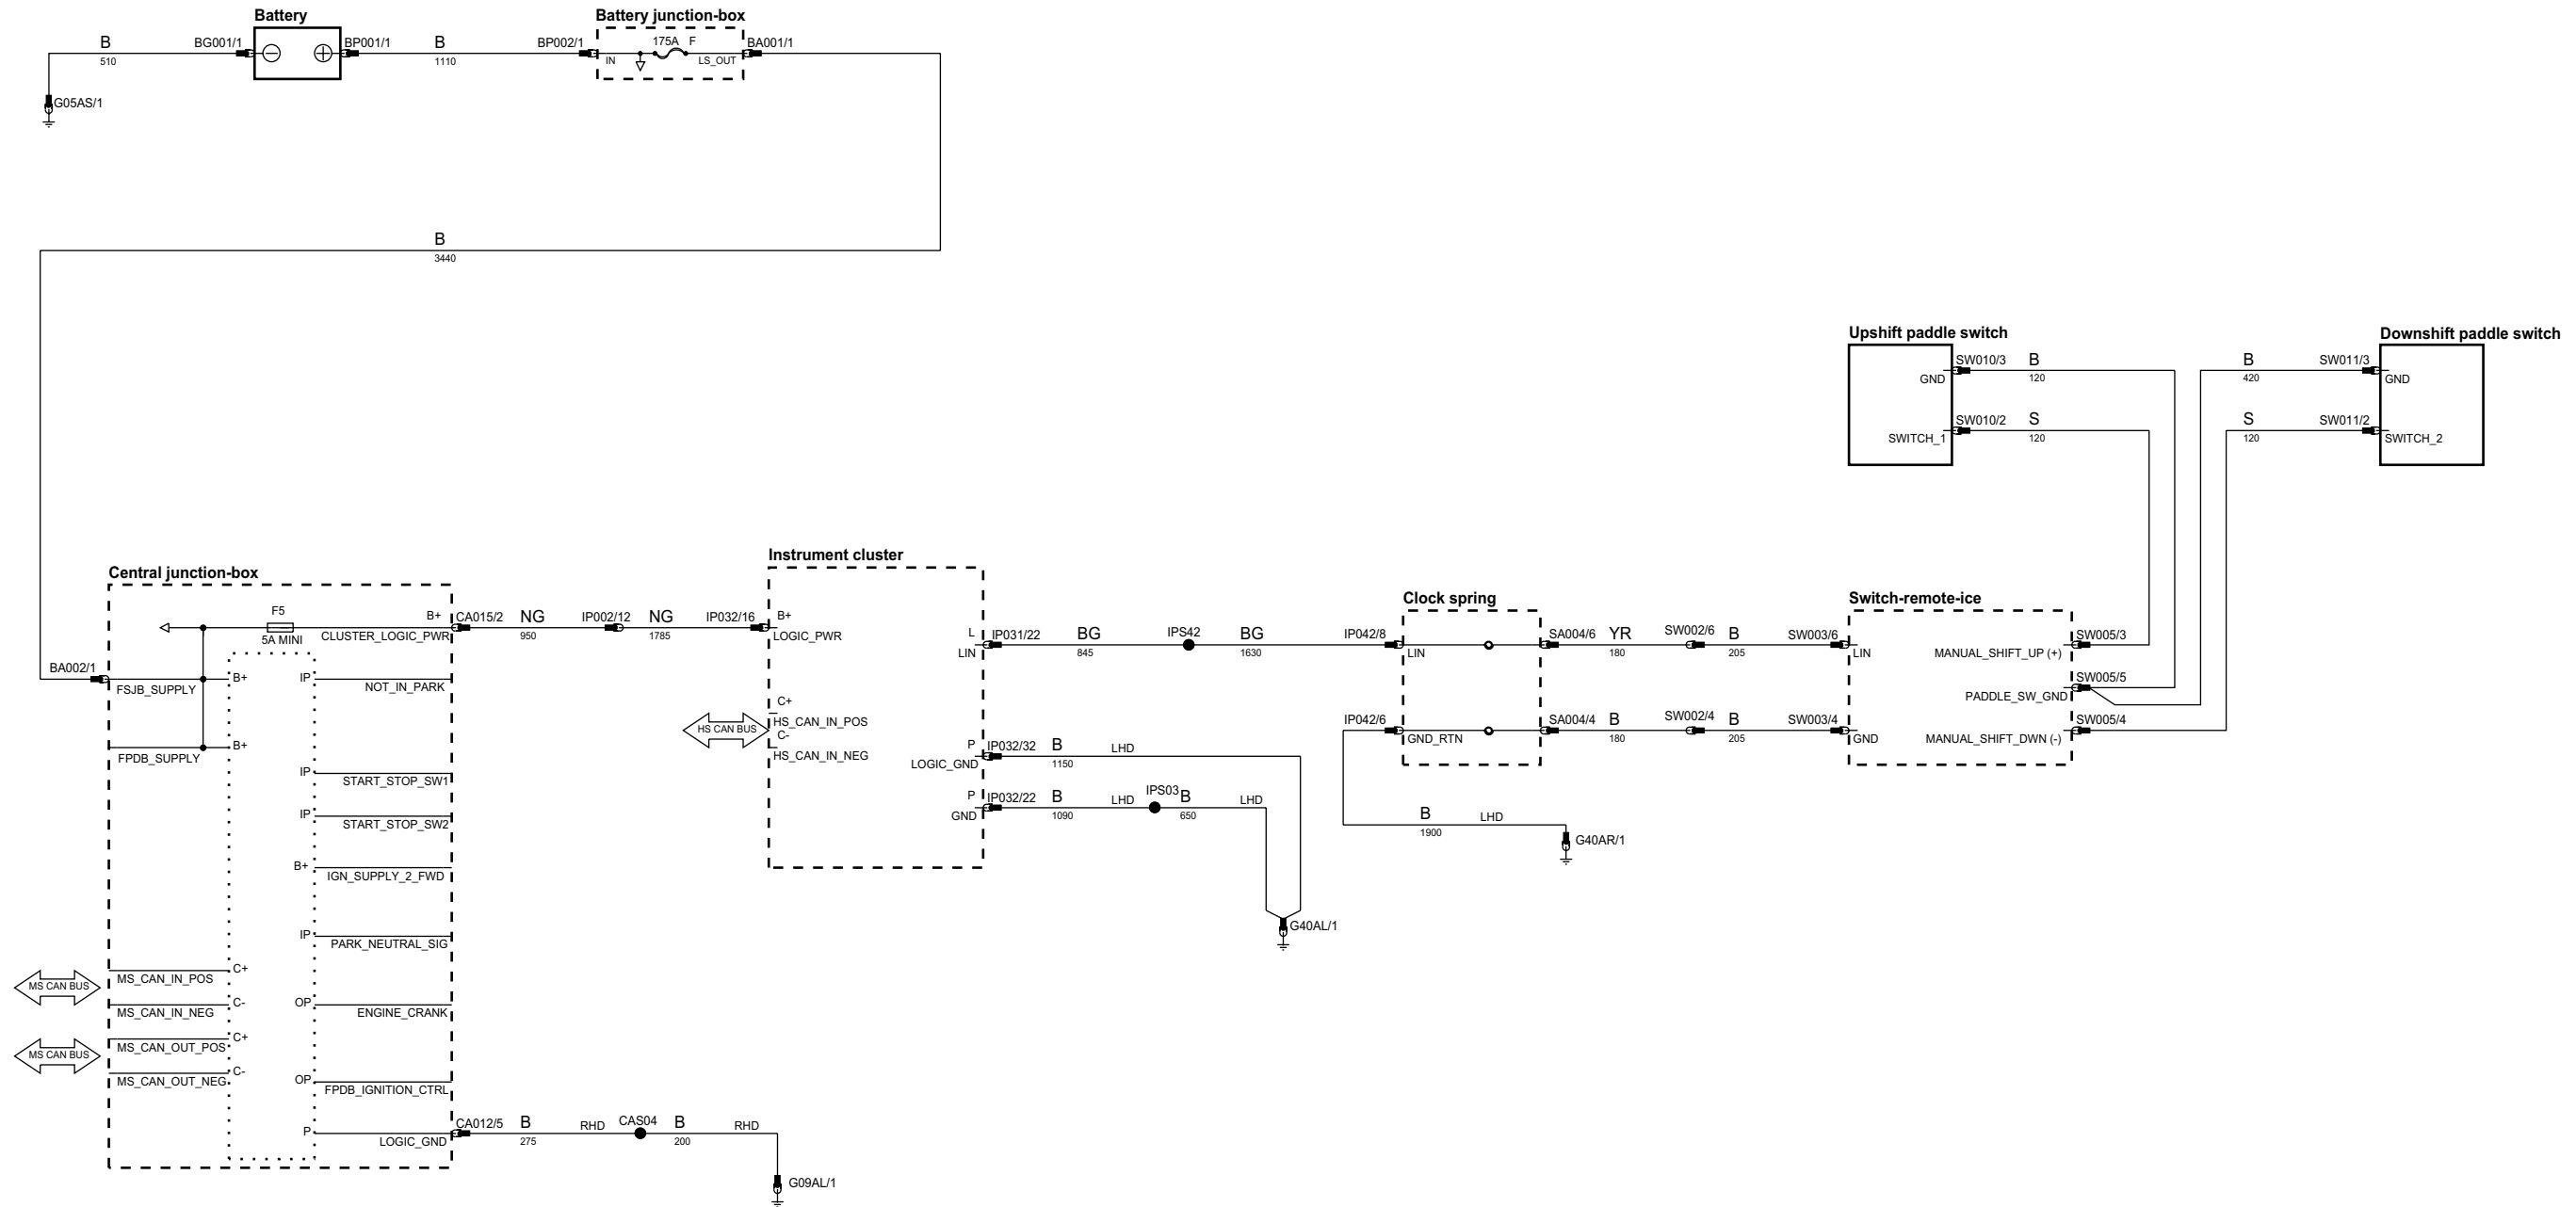 Battery
Battery junction-box
B
510
BG001/1
BP001/1
B
1110
BP002/1
175A F
IN
LS_OUT
BA001/1
G05AS/1
B
3440
Upshift paddle switch
Downshift paddle switch
SW010/3
B
120
B
420
SW011/3
GND
GND
SW010/2
S
120
S
120
SW011/2
SWITCH_1
SWITCH_2
Central junction-box
F5
5A MINI
B+
CLUSTER_LOGIC_PWR
CA015/2
NG
950
IP002/12
NG
1785
IP032/16
BA002/1
FSJB_SUPPLY
B+
IP
NOT_IN_PARK
FPDB_SUPPLY
B+
IP
START_STOP_SW1
IP
START_STOP_SW2
B+
IGN_SUPPLY_2_FWD
IP
PARK_NEUTRAL_SIG
MS CAN BUS
MS_CAN_IN_POS
C+
MS_CAN_IN_NEG
C-
OP
ENGINE_CRANK
MS CAN BUS
MS_CAN_OUT_POS
C+
MS_CAN_OUT_NEG
C-
OP
FPDB_IGNITION_CTRL
P
LOGIC_GND
CA012/5
B
275
RHD
CAS04
B
200
RHD
G09AL/1
Instrument cluster
B+
LOGIC_PWR
L
LIN
IP031/22
BG
845
IPS42
BG
1630
IP042/8
HS CAN BUS
C+
HS_CAN_IN_POS
C-
HS_CAN_IN_NEG
P
LOGIC_GND
IP032/32
B
1150
LHD
P
GND
IP032/22
B
1090
LHD
IPS03
B
650
LHD
G40AL/1
Clock spring
LIN
SA004/6
YR
180
SW002/6
B
205
SW003/6
IP042/6
GND_RTN
SA004/4
B
180
SW002/4
B
205
SW003/4
B
1900
LHD
G40AR/1
Switch-remote-ice
LIN
MANUAL_SHIFT_UP (+)
SW005/3
PADDLE_SW_GND
SW005/5
GND
MANUAL_SHIFT_DWN (-)
SW005/4